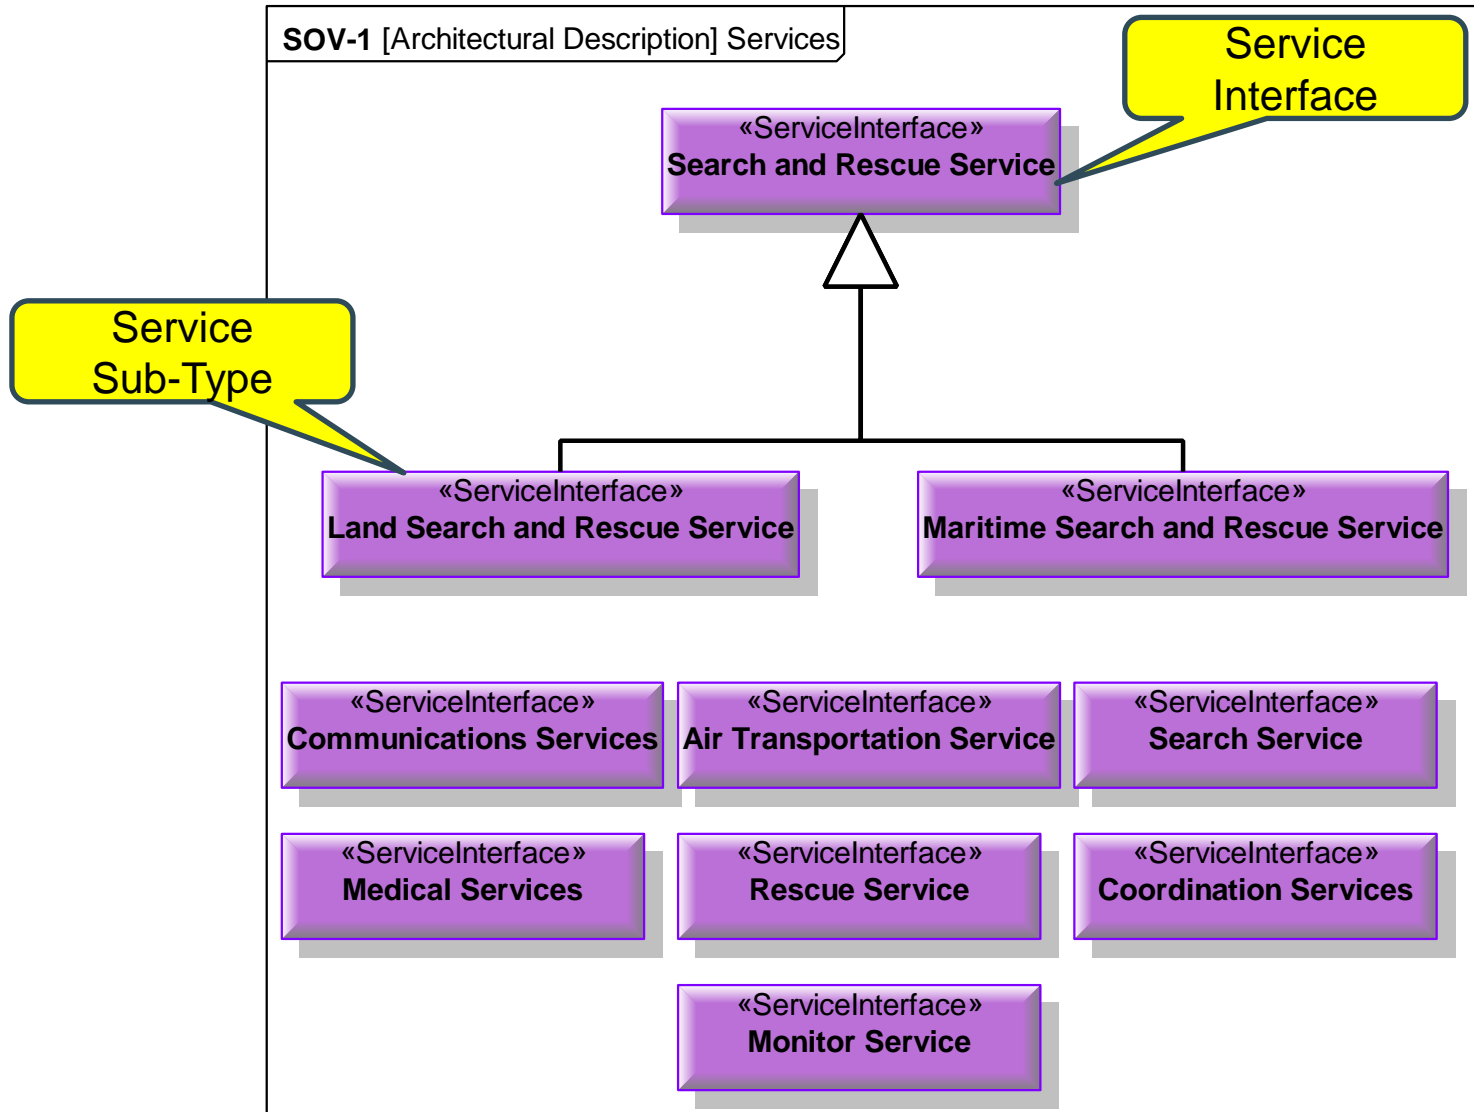 SOV-1 [Architectural Description] Services
Service
Interface
«ServiceInterface»
Search and Rescue Service
Service
Sub-Type
«ServiceInterface»
Land Search and Rescue Service
«ServiceInterface»
Maritime Search and Rescue Service
«ServiceInterface»
Communications Services
«ServiceInterface»
Air Transportation Service
«ServiceInterface»
Search Service
«ServiceInterface»
Medical Services
«ServiceInterface»
Rescue Service
«ServiceInterface»
Coordination Services
«ServiceInterface»
Monitor Service